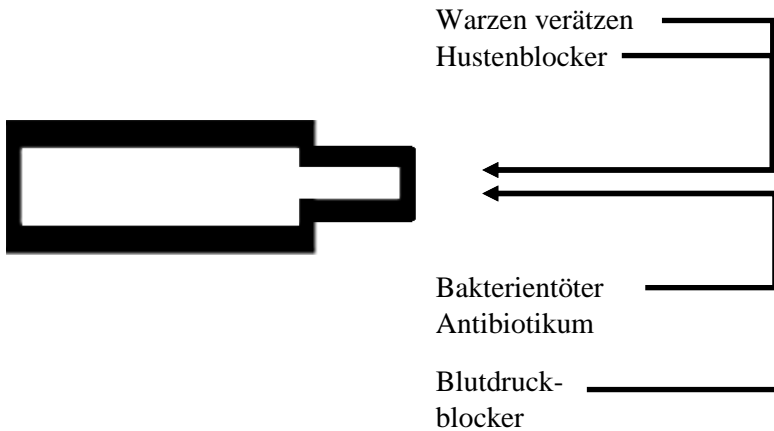 Warzen verätzen
Hustenblocker
Bakterientöter
Antibiotikum
Blutdruck-
blocker